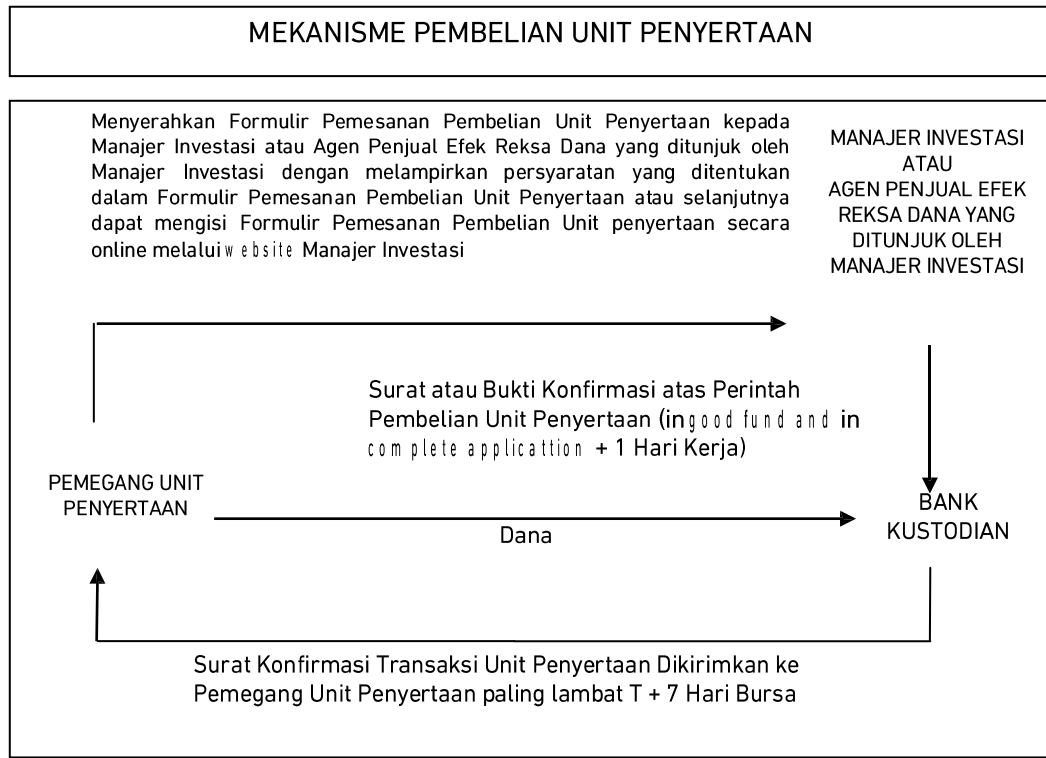 MEKANISME PEMBELIAN UNIT PENYERTAAN
Menyerahkan Formulir Pemesanan Pembelian Unit Penyertaan kepada
Manajer Investasi atau Agen Penjual Efek Reksa Dana yang ditunjuk oleh
Manajer Investasi dengan melampirkan persyaratan yang ditentukan
dalam Formulir Pemesanan Pembelian Unit Penyertaan atau selanjutnya
dapat mengisi Formulir Pemesanan Pembelian Unit penyertaan secara
online melalui website Manajer Investasi
MANAJER INVESTASI
ATAU
AGEN PENJUAL EFEK
REKSA DANA YANG
DITUNJUK OLEH
MANAJER INVESTASI
Surat atau Bukti Konfirmasi atas Perintah
Pembelian Unit Penyertaan (in good fund and in
complete applicattion + 1 Hari Kerja)
PEMEGANG UNIT
PENYERTAAN
Dana
BANK
KUSTODIAN
Surat Konfirmasi Transaksi Unit Penyertaan Dikirimkan ke
Pemegang Unit Penyertaan paling lambat T + 7 Hari Bursa